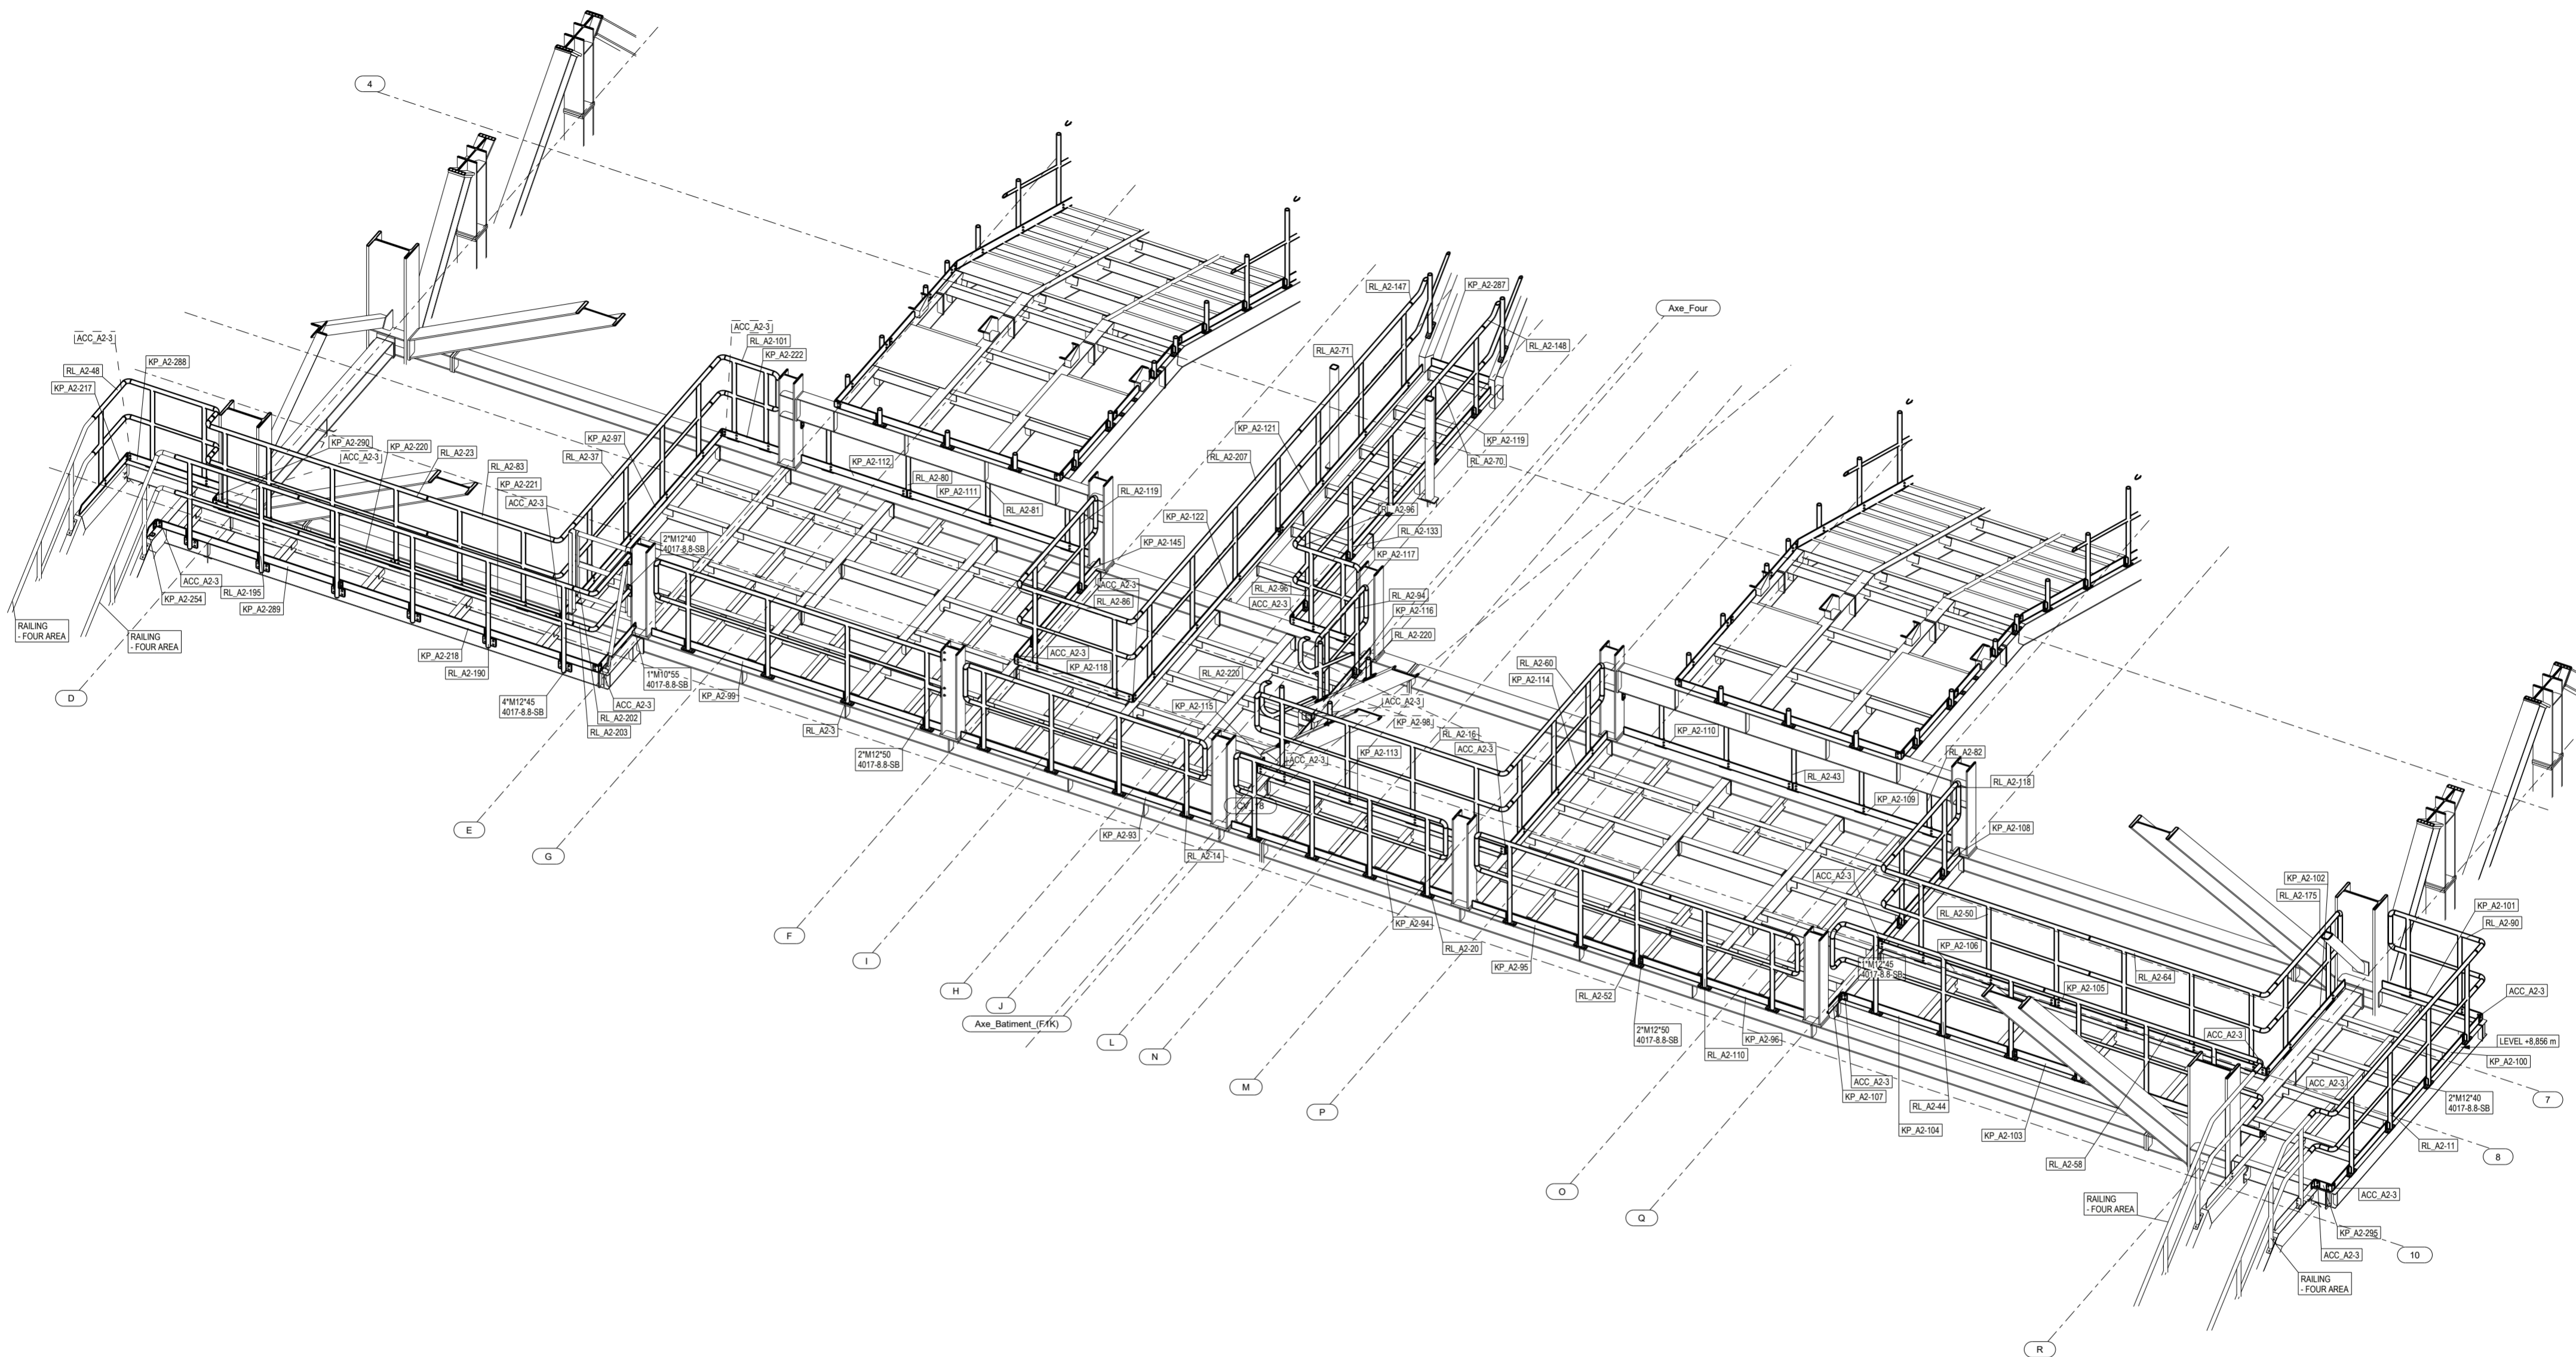 4
Axe_Four
RL_A2-147
KP_A2-287
RL_A2-148
RL_A2-71
ACC_A2-3
RL_A2-101
KP_A2-222
ACC_A2-3
KP_A2-288
RL_A2-48
KP_A2-217
KP_A2-97
RL_A2-37
KP_A2-290
ACC_A2-3
KP_A2-220
RL_A2-23
RL_A2-83
KP_A2-221
ACC_A2-3
KP_A2-112
RL_A2-80
KP_A2-111
RL_A2-81
RL_A2-119
KP_A2-121
RL_A2-207
KP_A2-119
RL_A2-70
KP_A2-122
RL_A2-96
RL_A2-133
KP_A2-117
KP_A2-145
ACC_A2-3
RL_A2-86
RL_A2-96
ACC_A2-3
RL_A2-94
KP_A2-116
RL_A2-220
2*M12*40
4017-8.8-SB
ACC_A2-3
KP_A2-254
RL_A2-195
KP_A2-289
RAILING
- FOUR AREA
RAILING
- FOUR AREA
KP_A2-218
RL_A2-190
4*M12*45
4017-8.8-SB
1*M10*55
4017-8.8-SB
ACC_A2-3
RL_A2-202
RL_A2-203
KP_A2-99
RL_A2-3
2*M12*50
4017-8.8-SB
ACC_A2-3
KP_A2-118
RL_A2-220
KP_A2-115
ACC_A2-3
KP_A2-98
RL_A2-16
ACC_A2-3
KP_A2-113
ACC_A2-3
RL_A2-60
KP_A2-114
KP_A2-110
RL_A2-43
RL_A2-82
RL_A2-118
KP_A2-109
KP_A2-108
KP_A2-93
RL_A2-14
KP_A2-94
RL_A2-20
KP_A2-95
RL_A2-52
2*M12*50
4017-8.8-SB
RL_A2-110
KP_A2-96
ACC_A2-3
RL_A2-50
KP_A2-106
1*M12*45
4017-8.8-SB
KP_A2-105
RL_A2-64
KP_A2-102
RL_A2-175
KP_A2-101
RL_A2-90
ACC_A2-3
LEVEL +8,856 m
KP_A2-100
ACC_A2-3
ACC_A2-3
2*M12*40
4017-8.8-SB
RL_A2-11
ACC_A2-3
KP_A2-107
RL_A2-44
KP_A2-104
KP_A2-103
RL_A2-58
RAILING
- FOUR AREA
ACC_A2-3
KP_A2-295
ACC_A2-3
RAILING
- FOUR AREA
D
E
G
F
I
H
J
Axe_Batiment_(F/K)
L
N
M
P
O
Q
R
7
8
10